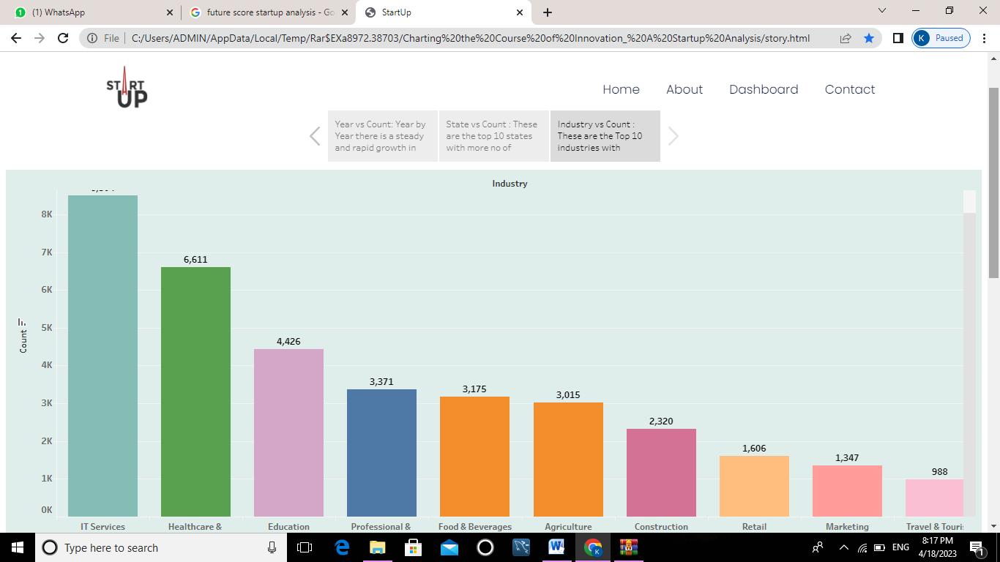 (1) WhatsApp
future score startup analysis - Go
StartUp
File
C:/Users/ADMIN/AppData/Local/Temp/Rar$EXa8972.38703/Charting%20the%20Course%20of%20Innovation_%20A%20Startup%20Analysis/story.html
K Paused
START
UP
Home About Dashboard Contact
Year vs Count: Year by
Year there is a steady
and rapid growth in
State vs Count : These
are the top 10 states
with more no of
Industry vs Count :
These are the Top 10
industries with
Industry
8K
7K
6K
5K
4K
3K
2K
1K
0K
Count
6,611
4,426
3,371
3,175
3,015
2,320
1,606
1,347
988
IT Services Healthcare & Education Professional & Food & Beverages Agriculture Construction Retail Marketing Travel & Touris
Type here to search
ENG
8:17 PM
4/18/2023
1